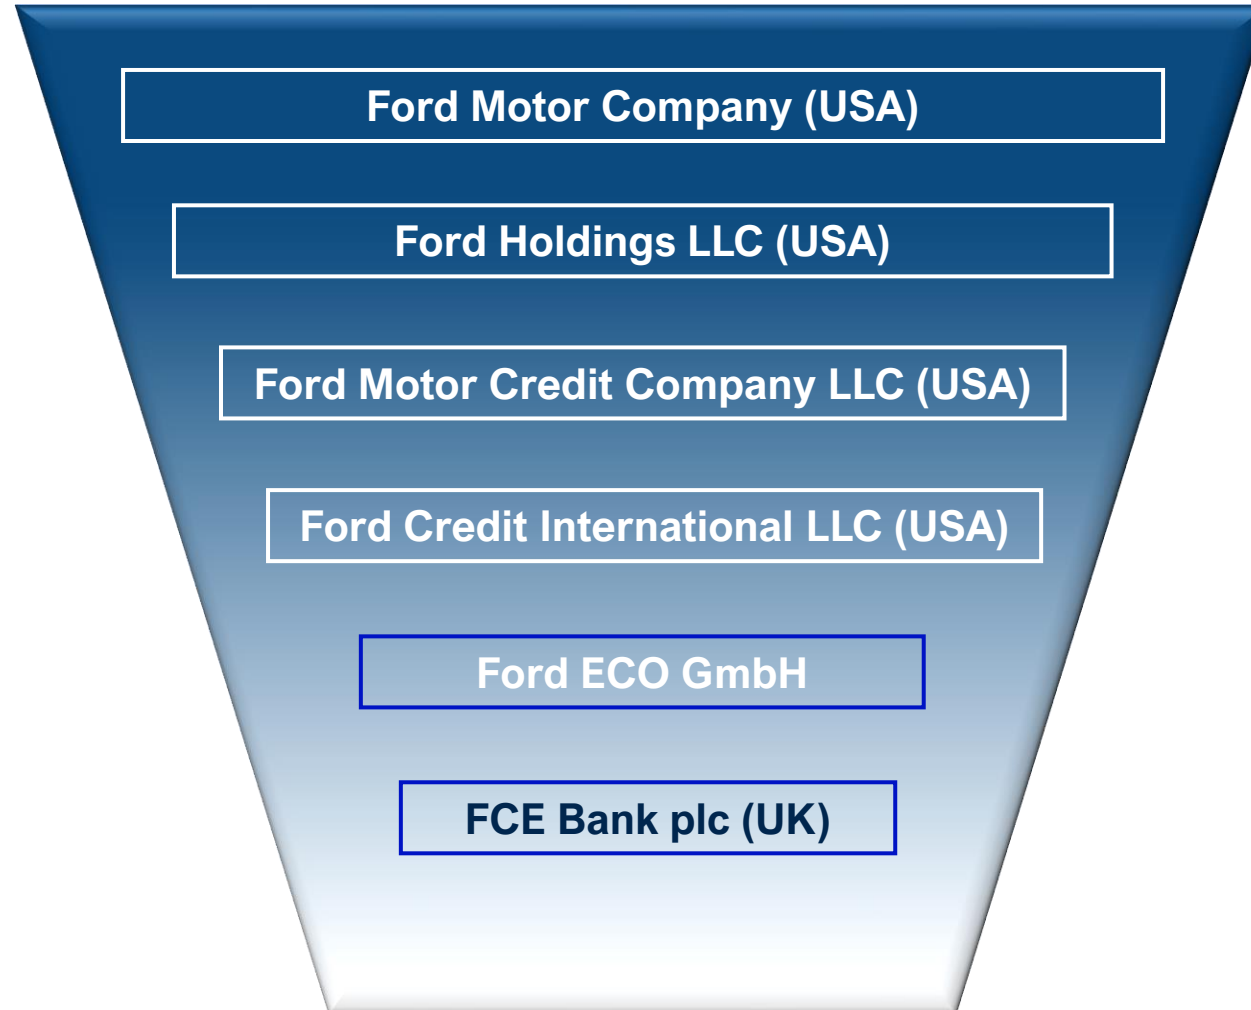 Ford Motor Company (USA)
Ford Holdings LLC (USA)
Ford Motor Credit Company LLC (USA)
Ford Credit International LLC (USA)
Ford ECO GmbH
FCE Bank plc (UK)